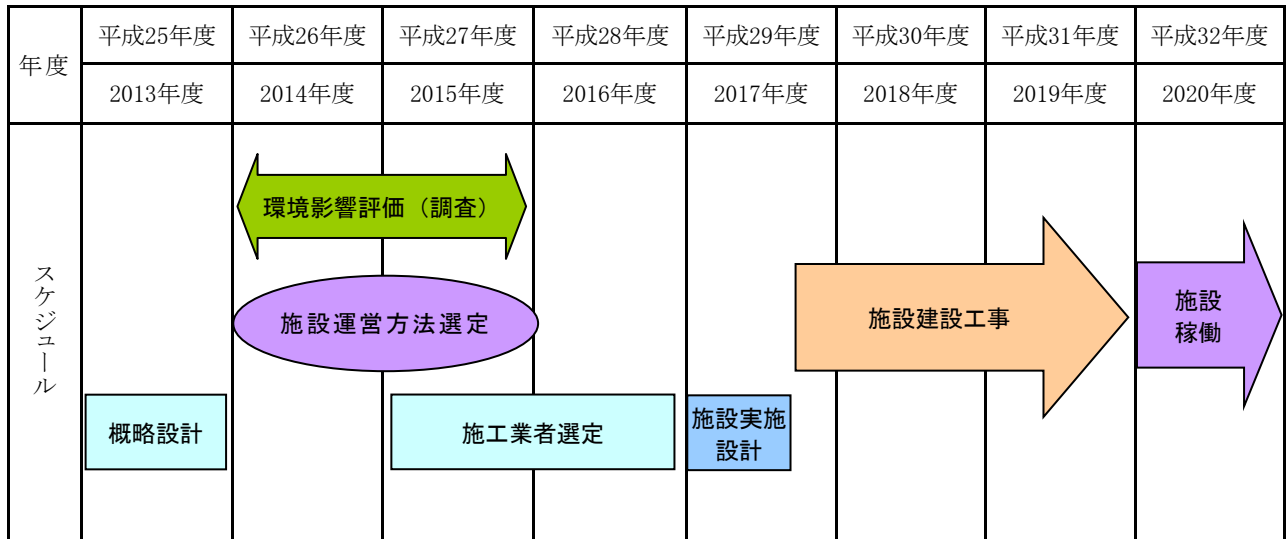 年度
平成25年度
平成26年度
平成27年度
平成28年度
平成29年度
平成30年度
平成31年度
平成32年度
2013年度
2014年度
2015年度
2016年度
2017年度
2018年度
2019年度
2020年度
スケジュール
環境影響評価（調査）
施設運営方法選定
施設建設工事
施設
稼働
概略設計
施工業者選定
施設実施
設計